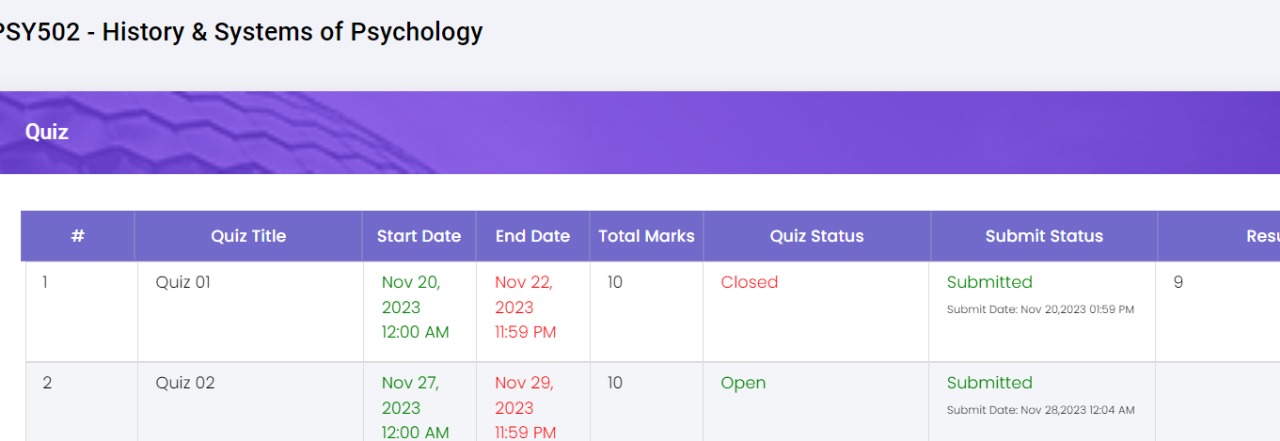 PSY502 - History & Systems of Psychology
Quiz
# Quiz Title Start Date End Date Total Marks Quiz Status Submit Status
1 Quiz 01 Nov 20, Nov 22, 10 Closed Submitted 9
2023 2023 Submit Date: Nov 20,2023 01:59 PM
12:00 AM 11:59 PM
2 Quiz 02 Nov 27, Nov 29, 10 Open Submitted
2023 2023 Submit Date: Nov 28,2023 12:04 AM
12:00 AM 11:59 PM